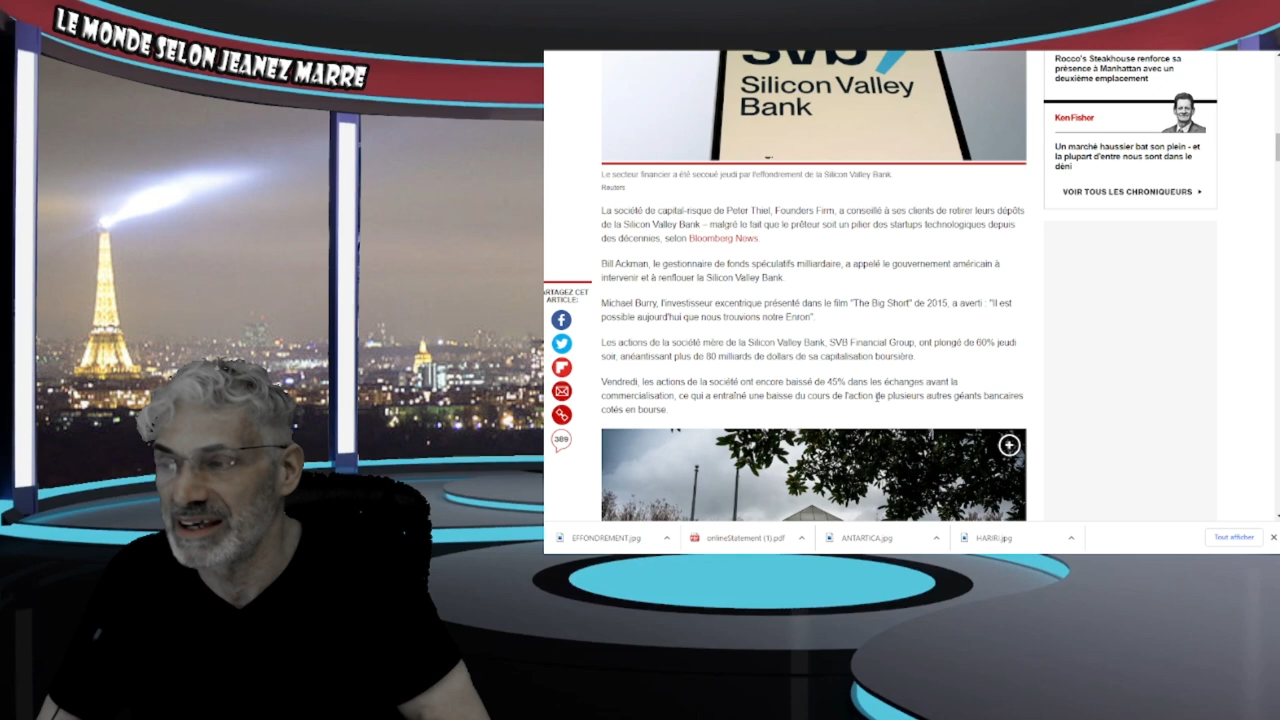 LE MONDE SELON JEANEZ MARRE
svb
Silicon Valley
Bank
Le secteur financier a été secoué jeudi par l'effondrement de la Silicon Valley Bank.
Reuters
La société de capital-risque de Peter Thiel, Founders Firm, a conseillé à ses clients de retirer leurs dépôts
de la Silicon Valley Bank – malgré le fait que le prêteur soit un pilier des startups technologiques depuis
des décennies, selon Bloomberg News.
Bill Ackman, le gestionnaire de fonds spéculatifs milliardaire, a appelé le gouvernement américain à
intervenir et à renflouer la Silicon Valley Bank.
Michael Burry, l'investisseur excentrique présenté dans le film "The Big Short" de 2015, a averti : "Il est
possible aujourd'hui que nous trouvions notre Enron".
Les actions de la société mère de la Silicon Valley Bank, SVB Financial Group, ont plongé de 60% jeudi
soir, anéantissant plus de 80 milliards de dollars de sa capitalisation boursière.
Vendredi, les actions de la société ont encore baissé de 45% dans les échanges avant la
commercialisation, ce qui a entraîné une baisse du cours de l'action de plusieurs autres géants bancaires
cotés en bourse.
ARTAGEZ CET
ARTICLE:
389
Rocco's Steakhouse renforce sa
présence à Manhattan avec un
deuxième emplacement
Ken Fisher
Un marché haussier bat son plein - et
la plupart d'entre nous sont dans le
déni
VOIR TOUS LES CHRONIQUEURS
EFFONDREMENT.jpg
onlineStatement (1).pdf
ANTARTICA.jpg
HARIRI.jpg
Tout afficher